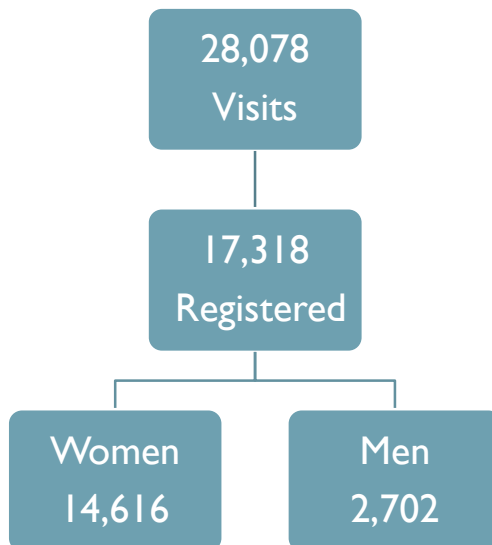 28,078
Visits
17,318
Registered
Women
14,616
Men
2,702